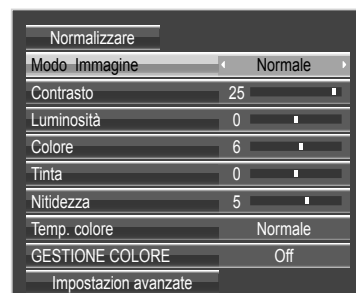 Normalizzare
Modo Immagine Normale
Contrasto 25
Luminosità 0
Colore 6
Tinta 0
Nitidezza 5
Temp. colore Normale
GESTIONE COLORE Off
Impostazion avanzate